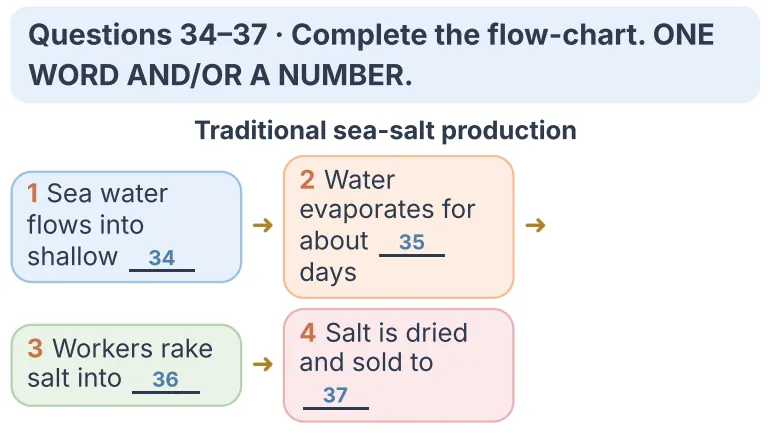 Questions 34–37 · Complete the flow-chart. ONE
WORD AND/OR A NUMBER.
Traditional sea-salt production
1 Sea water
flows into
shallow 34
→
2 Water
evaporates for
about 35
days
→
3 Workers rake
salt into 36
→
4 Salt is dried
and sold to
37